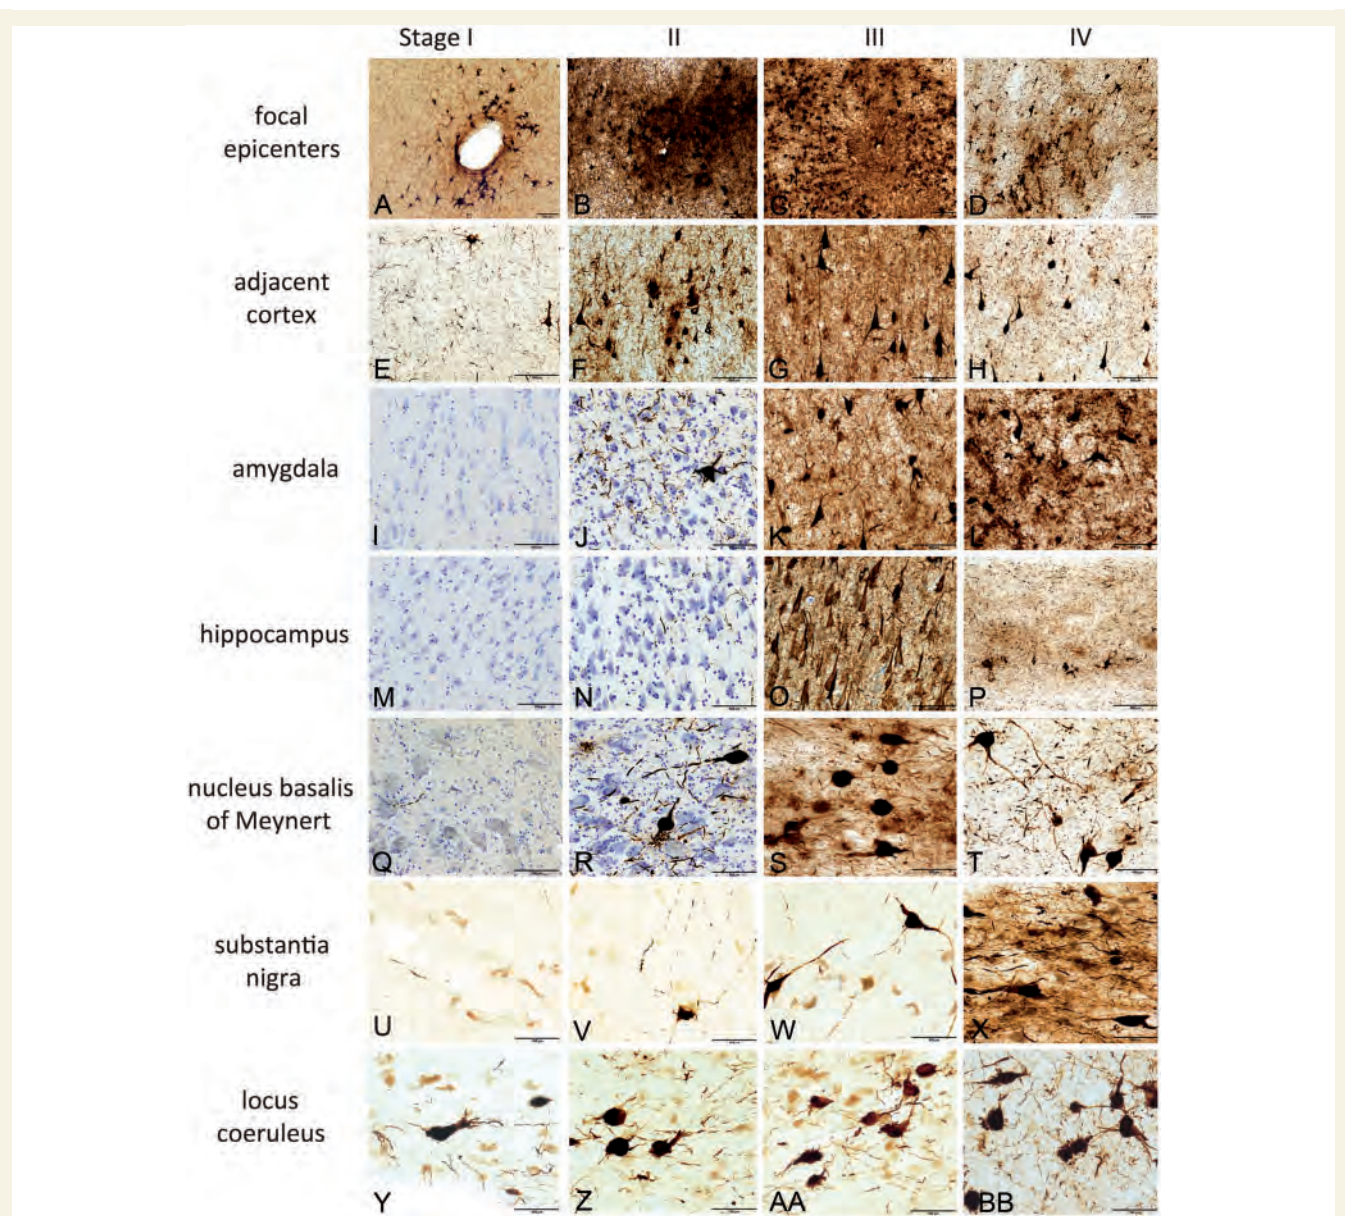 Stage I II III IV
focal
epicenters
A B C D
adjacent
cortex
E F G H
amygdala
I J K L
hippocampus
M N O P
nucleus basalis
of Meynert
Q R S T
substantia
nigra
U V W X
locus
coeruleus
Y Z AA BB